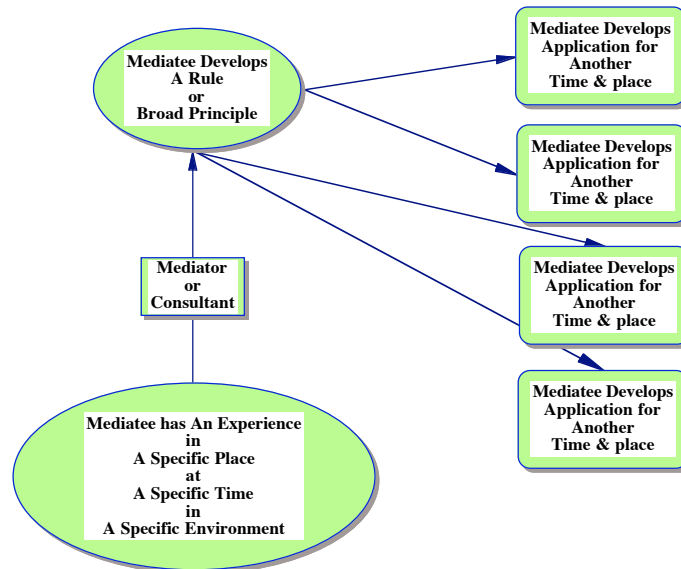 Mediatee Develops
A Rule
or
Broad Principle
Mediatee Develops
Application for
Another
Time & place
Mediatee Develops
Application for
Another
Time & place
Mediatee Develops
Application for
Another
Time & place
Mediatee Develops
Application for
Another
Time & place
Mediator
or
Consultant
Mediatee has An Experience
in
A Specific Place
at
A Specific Time
in
A Specific Environment